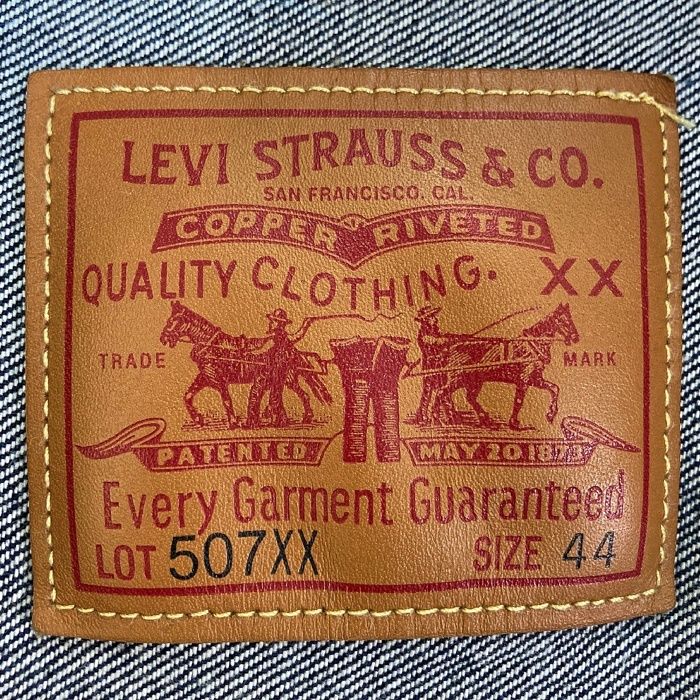 LEVI STRAUSS & CO.
SAN FRANCISCO. CAL.
COPPER RIVETED
QUALITY CLOTHING. XX
TRADE MARK
PATENTED MAY 20 1873
Every Garment Guaranteed
LOT 507XX SIZE 44